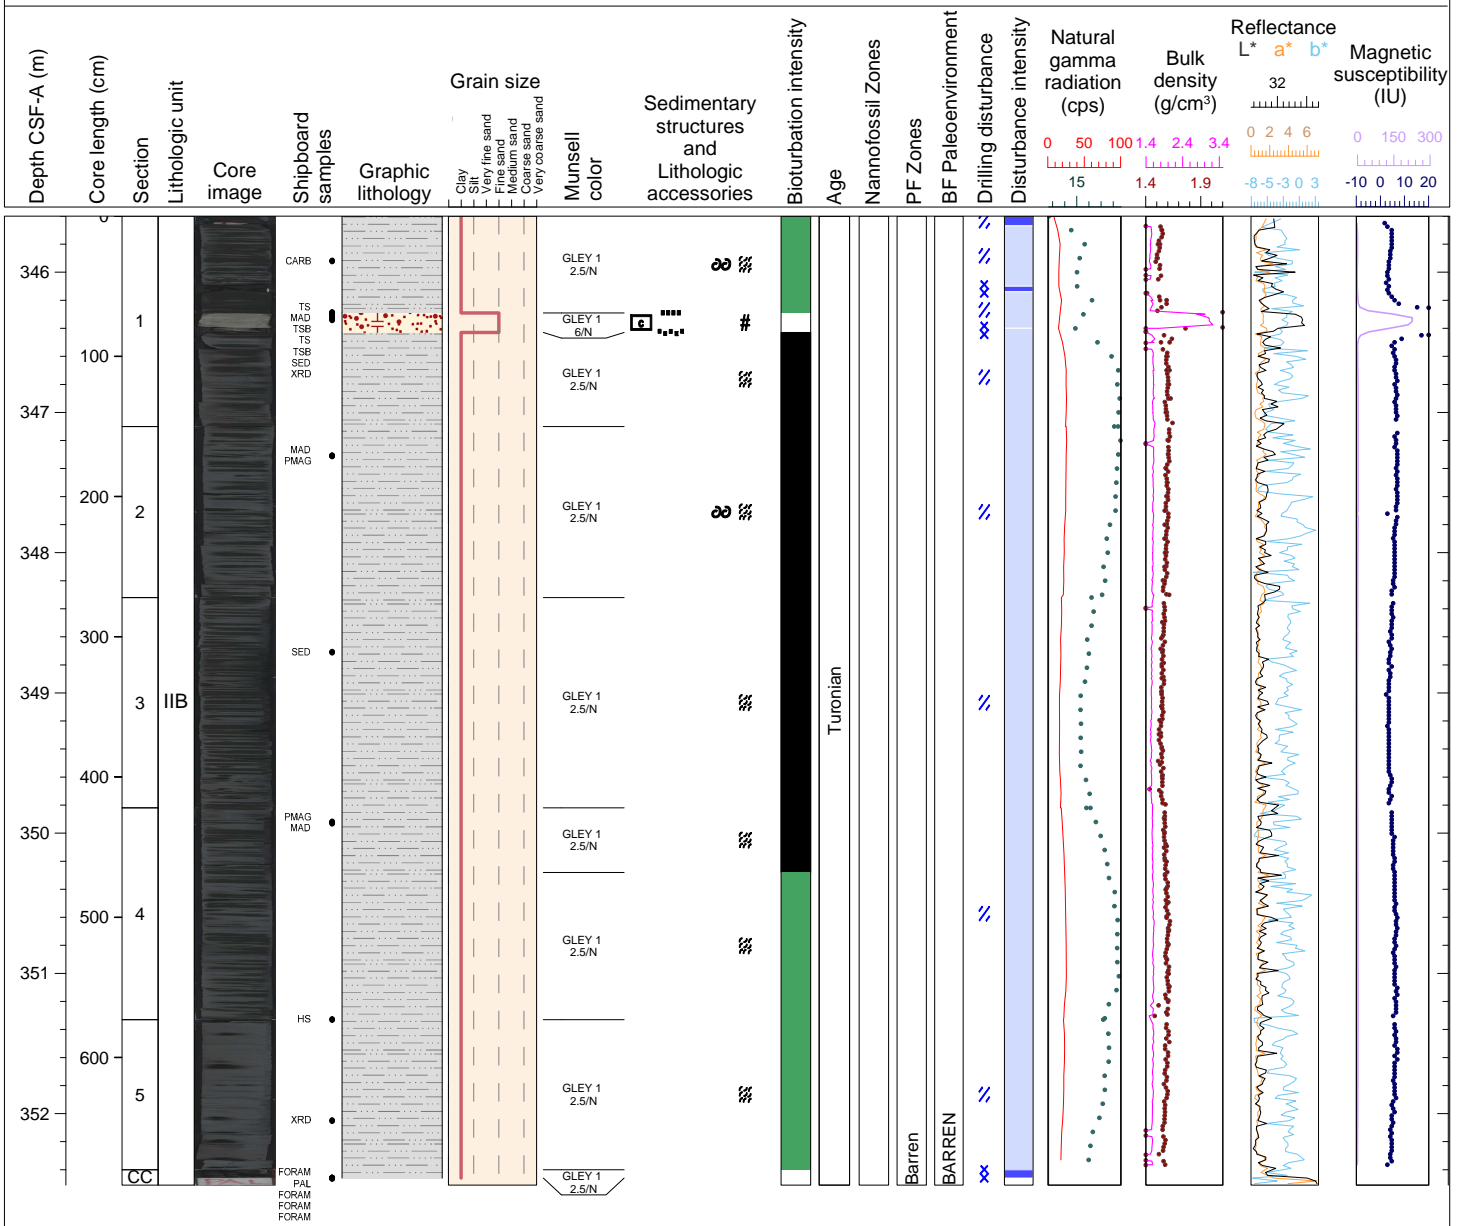 Depth CSF-A (m)
Core length (cm)
Section
Lithologic unit
Core
image
Shipboard
samples
Graphic
lithology
Grain size
Clay
Silt
Very fine sand
Fine sand
Medium sand
Coarse sand
Very coarse sand
Munsell
color
Sedimentary
structures
and
Lithologic
accessories
Bioturbation intensity
Age
Nannofossil Zones
PF Zones
BF Paleoenvironment
Drilling disturbance
Disturbance intensity
Natural
gamma
radiation
(cps)
0 50 100
15
Bulk
density
(g/cm³)
1.4 2.4 3.4
1.4 1.9
Reflectance
L* a* b*
32
0 2 4 6
-8 -5 -3 0 3
Magnetic
susceptibility
(IU)
0 150 300
-10 0 10 20
346
347
348
349
350
351
352
0
100
200
300
400
500
600
1
2
3
4
5
CC
IIB
CARB
TS
MAD
TSB
TS
TSB
SED
XRD
MAD
PMAG
SED
PMAG
MAD
HS
XRD
FORAM
PAL
FORAM
FORAM
FORAM
GLEY 1
2.5/N
GLEY 1
6/N
GLEY 1
2.5/N
GLEY 1
2.5/N
GLEY 1
2.5/N
GLEY 1
2.5/N
GLEY 1
2.5/N
GLEY 1
2.5/N
GLEY 1
2.5/N
c
#
Turonian
Barren
BARREN
PAL